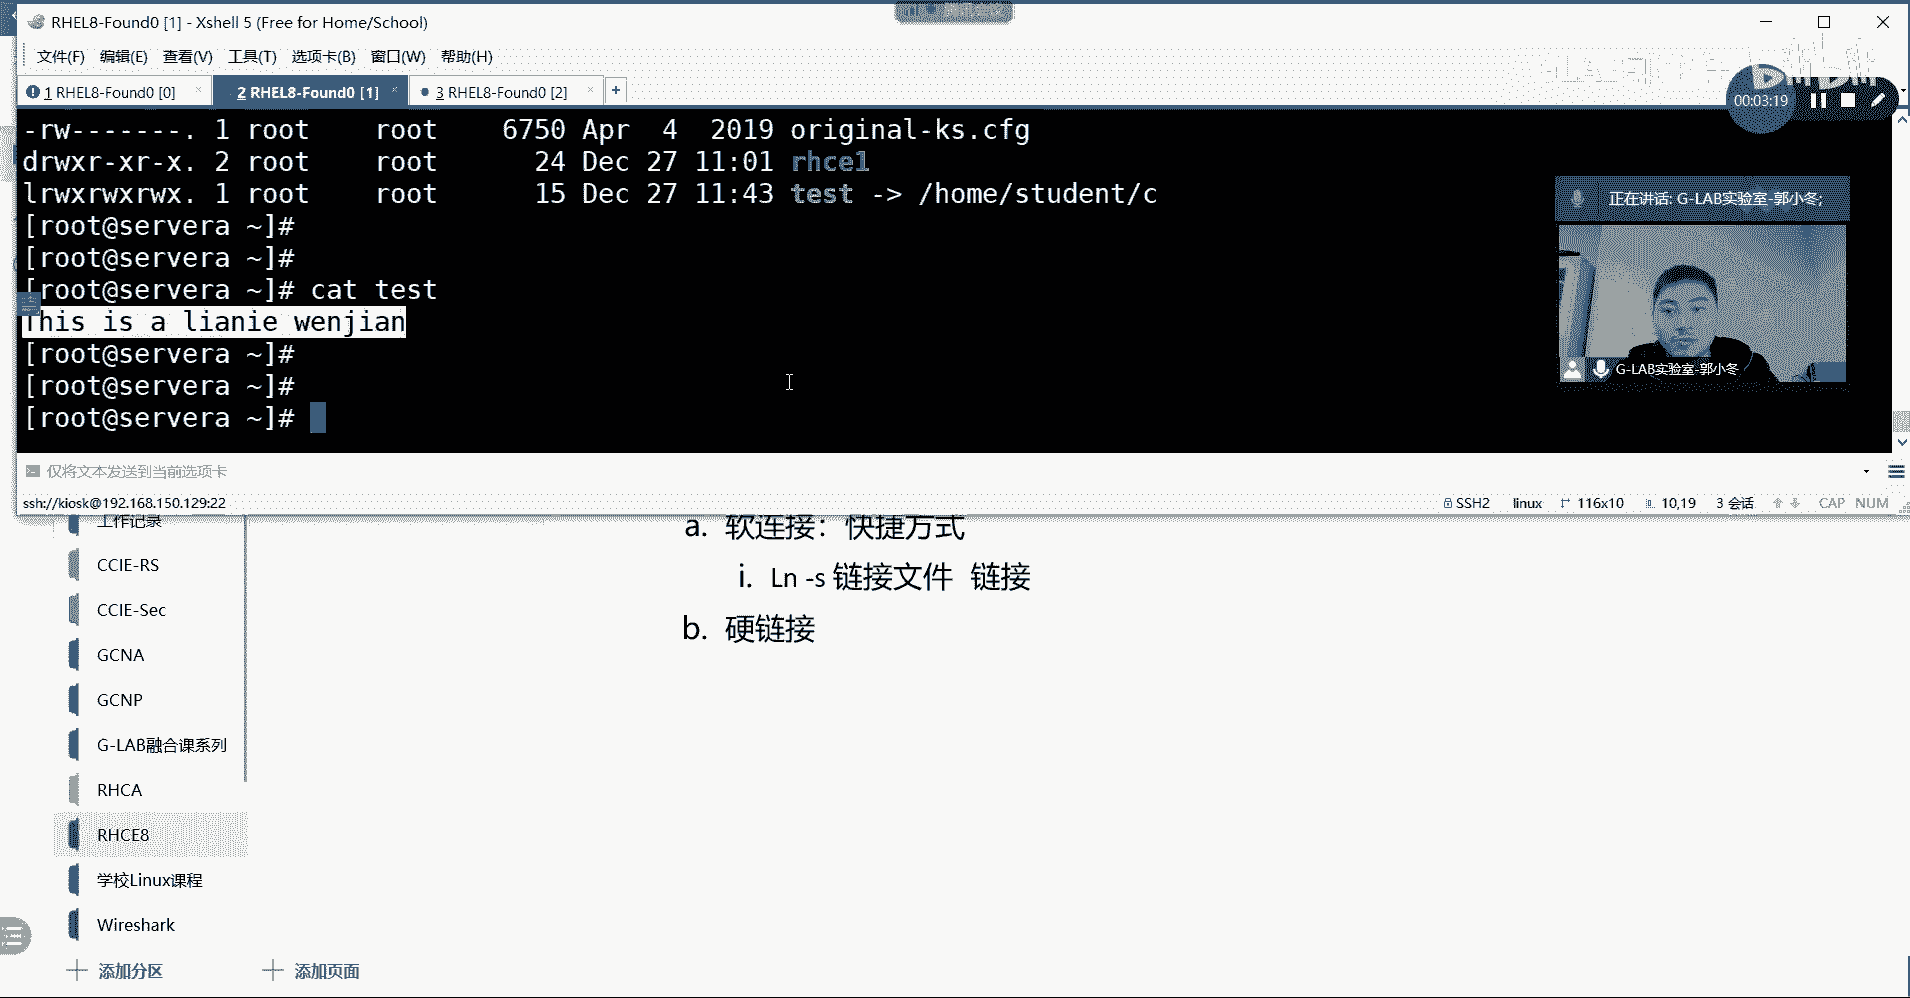 RHEL8-Found0 [1] - Xshell 5 (Free for Home/School)
文件(F) 编辑(E) 查看(V) 工具(T) 选项卡(B) 窗口(W) 帮助(H)
1 RHEL8-Found0 [0] 2 RHEL8-Found0 [1] 3 RHEL8-Found0 [2] +
00:03:19
-rw-------. 1 root root 6750 Apr 4 2019 original-ks.cfg
drwxr-xr-x. 2 root root 24 Dec 27 11:01 rhce1
lrwxrwxrwx. 1 root root 15 Dec 27 11:43 test -> /home/student/c
[root@servera ~]#
[root@servera ~]#
[root@servera ~]# cat test
This is a lianie wenjian
[root@servera ~]#
[root@servera ~]#
[root@servera ~]#
正在讲话: G-LAB实验室-郭小冬;
G-LAB实验室-郭小冬
仅将文本发送到当前选项卡
ssh://kiosk@192.168.150.129:22 SSH2 linux 116x10 10,19 3 会话 CAP NUM
工作记录
CCIE-RS
CCIE-Sec
GCNA
GCNP
G-LAB融合课系列
RHCA
RHCE8
学校Linux课程
Wireshark
添加分区 添加页面
a. 软连接：快捷方式
i. Ln -s 链接文件 链接
b. 硬链接